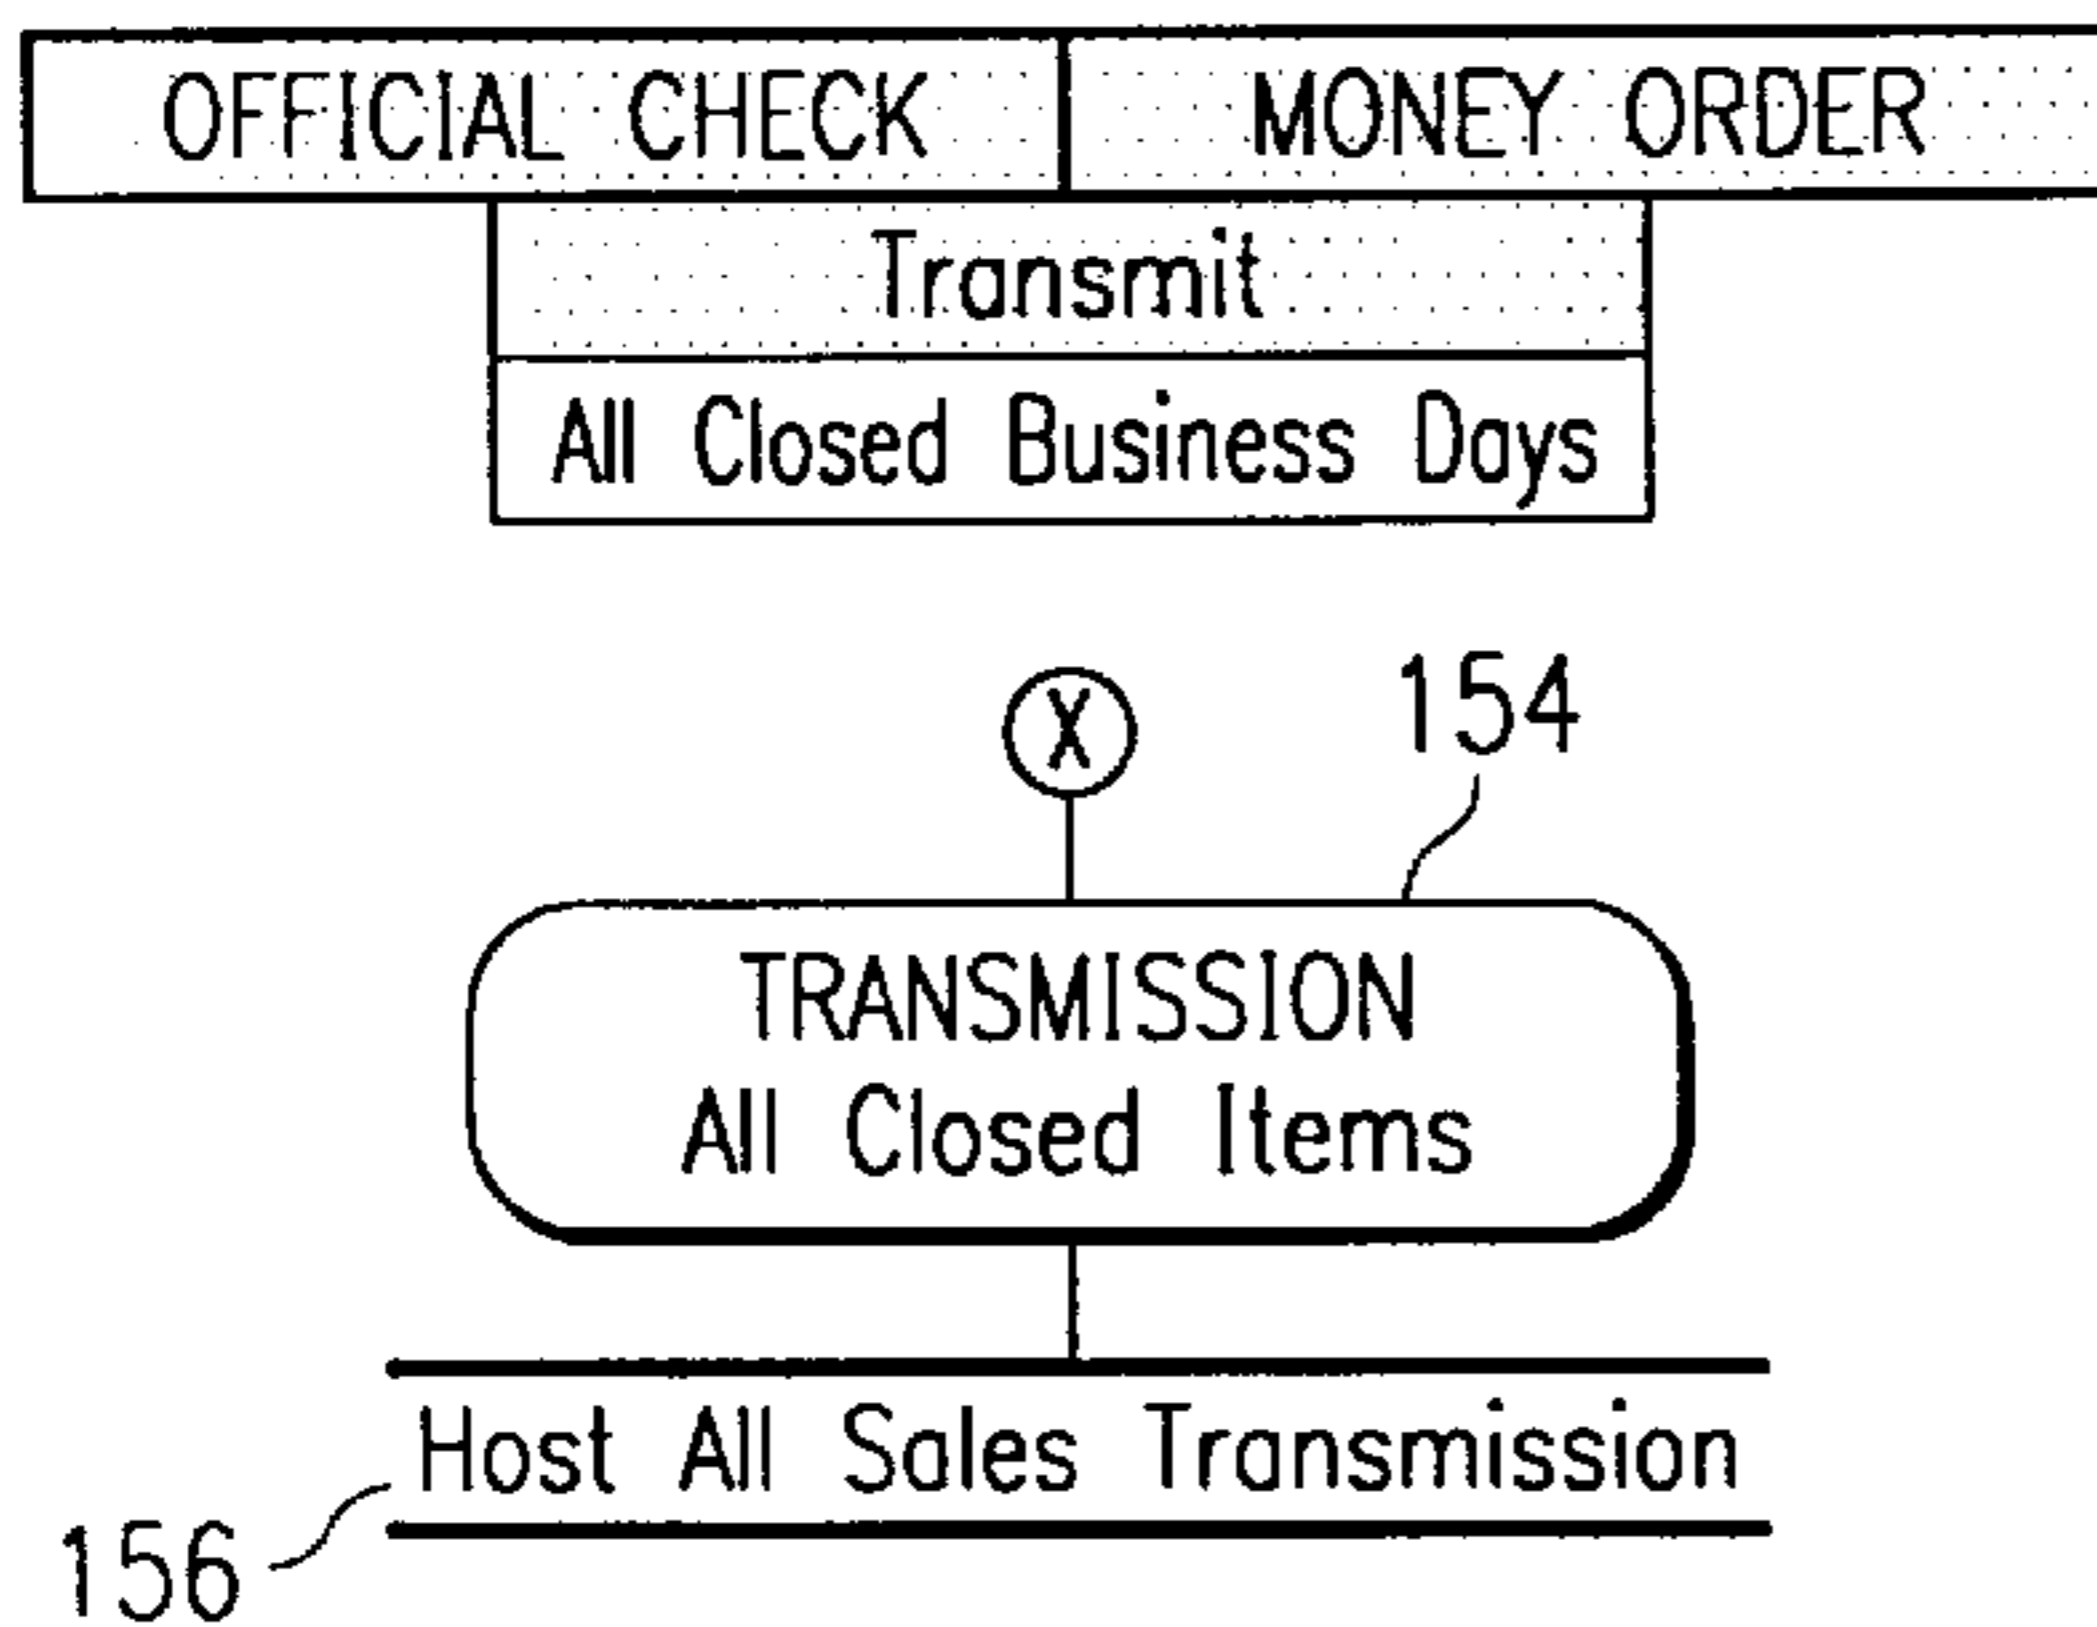 OFFICIAL CHECK MONEY ORDER
Transmit
All Closed Business Days
X
154
TRANSMISSION
All Closed Items
Host All Sales Transmission
156